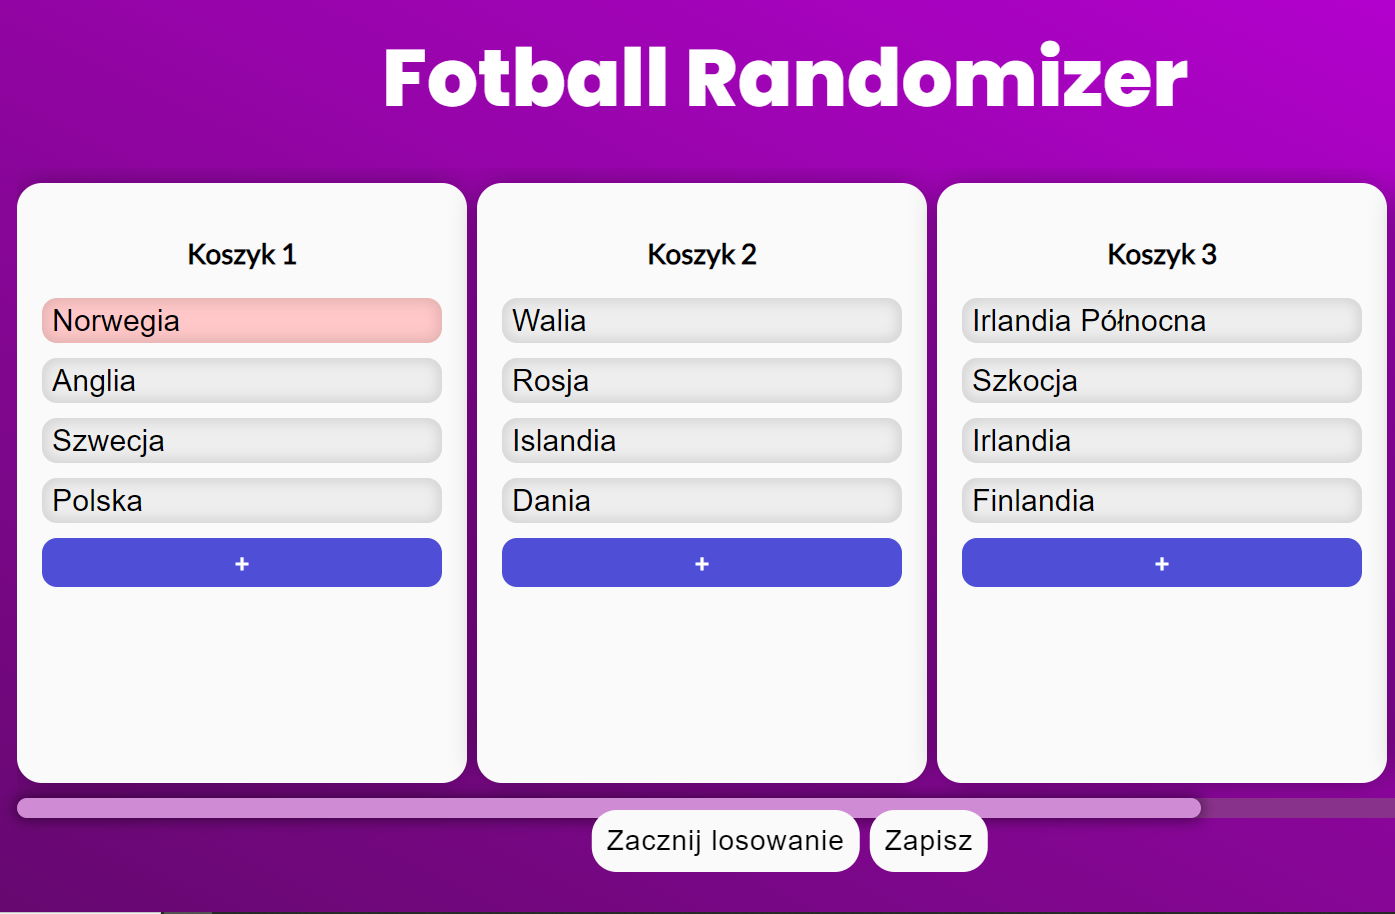 Fotball Randomizer
Koszyk 1
Norwegia
Anglia
Szwecja
Polska
+
Koszyk 2
Walia
Rosja
Islandia
Dania
+
Koszyk 3
Irlandia Północna
Szkocja
Irlandia
Finlandia
+
Zacznij losowanie
Zapisz